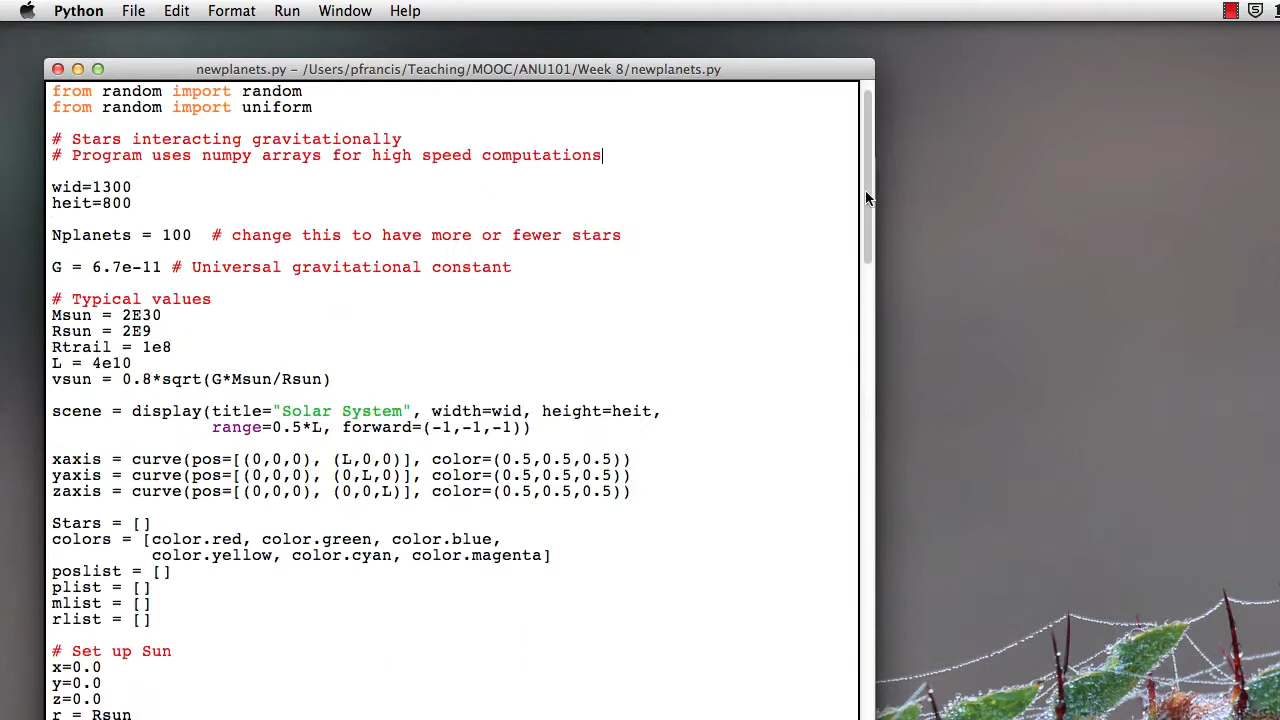 Python File Edit Format Run Window Help
newplanets.py – /Users/pfrancis/Teaching/MOOC/ANU101/Week 8/newplanets.py
from random import random
from random import uniform
# Stars interacting gravitationally
# Program uses numpy arrays for high speed computations
wid=1300
heit=800
Nplanets = 100  # change this to have more or fewer stars
G = 6.7e-11 # Universal gravitational constant
# Typical values
Msun = 2E30
Rsun = 2E9
Rtrail = 1e8
L = 4e10
vsun = 0.8*sqrt(G*Msun/Rsun)
scene = display(title="Solar System", width=wid, height=heit,
                range=0.5*L, forward=(-1,-1,-1))
xaxis = curve(pos=[(0,0,0), (L,0,0)], color=(0.5,0.5,0.5))
yaxis = curve(pos=[(0,0,0), (0,L,0)], color=(0.5,0.5,0.5))
zaxis = curve(pos=[(0,0,0), (0,0,L)], color=(0.5,0.5,0.5))
Stars = []
colors = [color.red, color.green, color.blue,
          color.yellow, color.cyan, color.magenta]
poslist = []
plist = []
mlist = []
rlist = []
# Set up Sun
x=0.0
y=0.0
z=0.0
r = Rsun